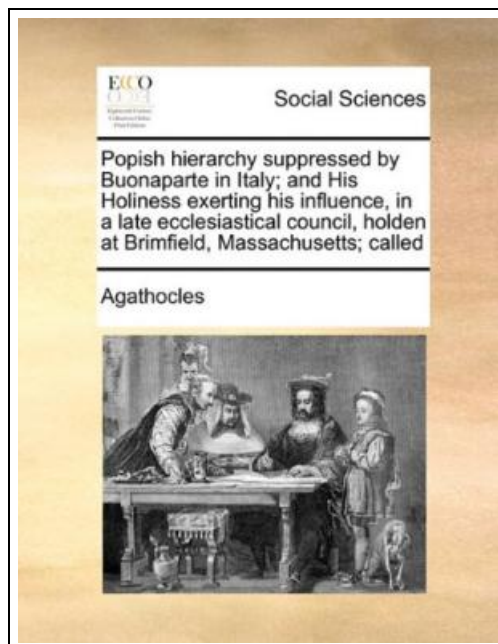 ECCO
Social Sciences
Popish hierarchy suppressed by
Buonaparte in Italy; and His
Holiness exerting his influence, in
a late ecclesiastical council, holden
at Brimfield, Massachusetts; called
Agathocles